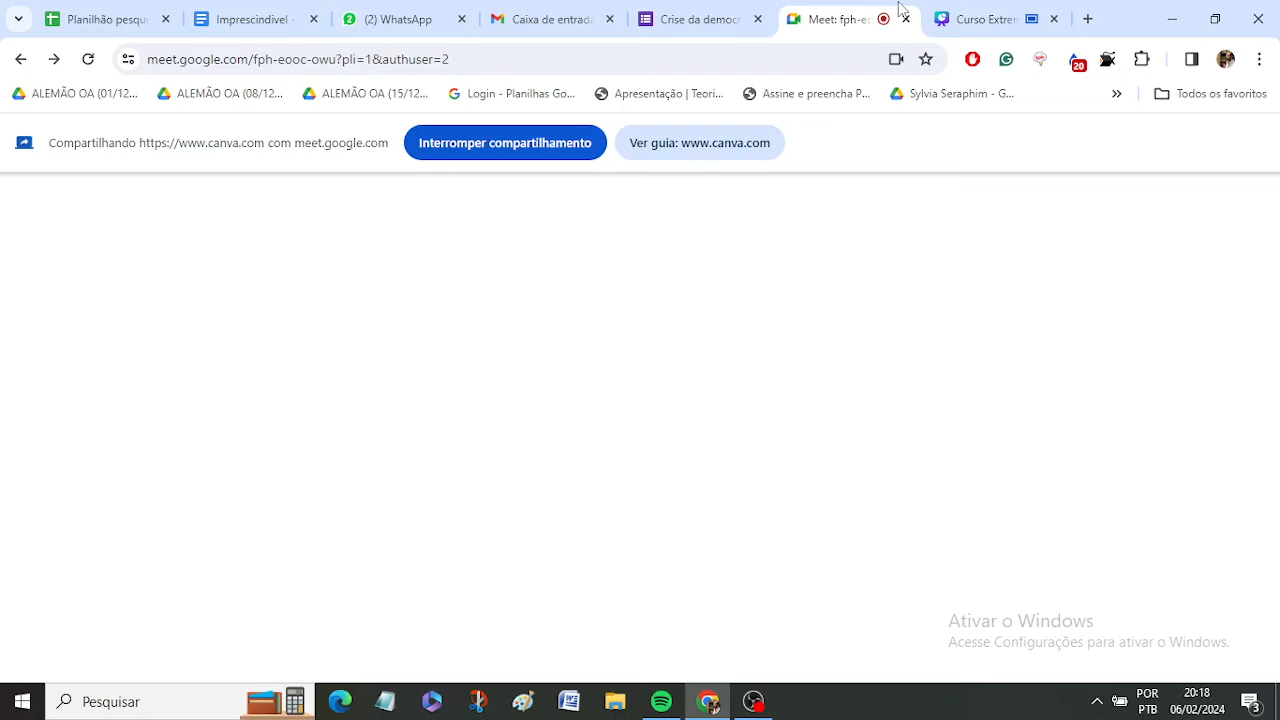 Planilhão pesqu
Imprescindível -
(2) WhatsApp
Caixa de entrada
Crise da democr
Meet: fph-eo
Curso Extren
meet.google.com/fph-eooc-owu?pli=1&authuser=2
20
ALEMÃO OA (01/12...
ALEMÃO OA (08/12...
ALEMÃO OA (15/12...
Login - Planilhas Go...
Apresentação | Teori...
Assine e preencha P...
Sylvia Seraphim - G...
Todos os favoritos
Compartilhando https://www.canva.com com meet.google.com
Interromper compartilhamento
Ver guia: www.canva.com
Ativar o Windows
Acesse Configurações para ativar o Windows.
Pesquisar
POR
PTB
20:18
06/02/2024
3